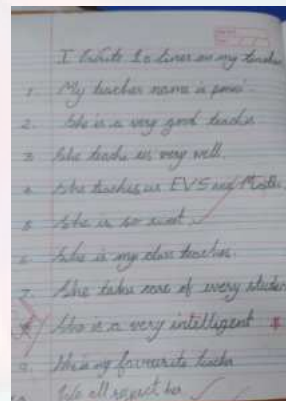 I Write 10 lines on my teacher
1. My teacher name is
2. She is a very good teacher
3. She teache us very well.
4. She teaches us EVS and Maths.
5. She is so sweet.
6. She is my class teacher.
7. She take care of every student
8. She is a very intelligent
9. She is my favourite teacher
10. We all respect her